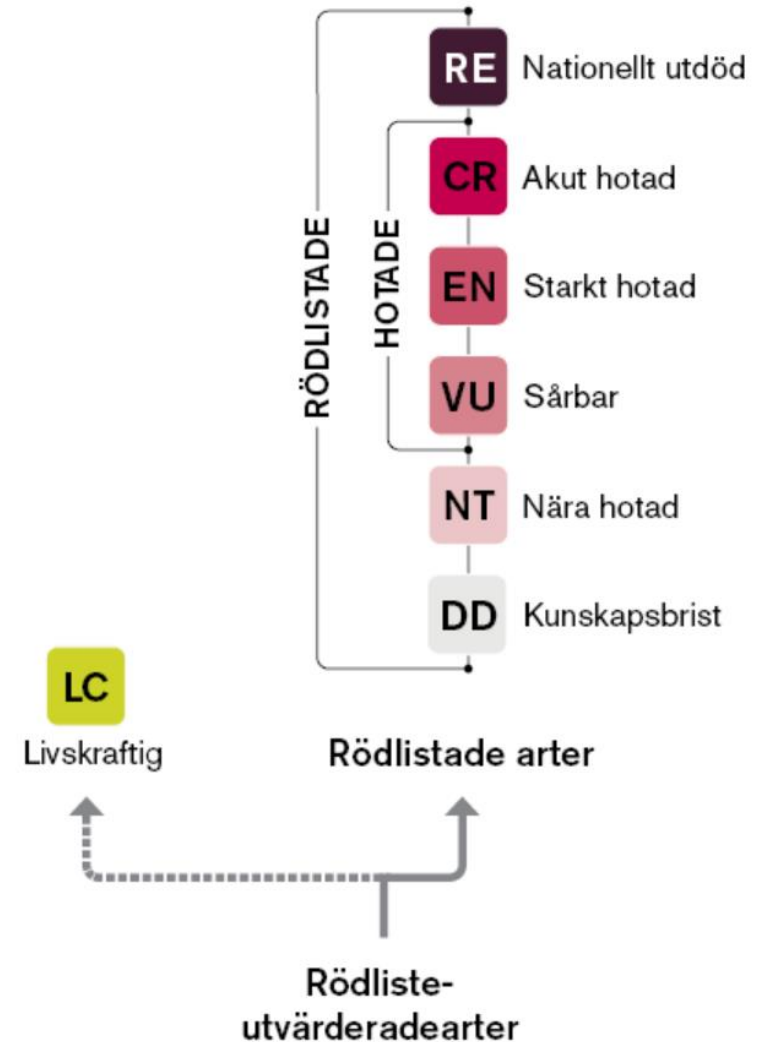 RE Nationellt utdöd
CR Akut hotad
EN Starkt hotad
VU Sårbar
NT Nära hotad
DD Kunskapsbrist
RÖDLISTADE
HOTADE
LC
Livskraftig
Rödlistade arter
Rödliste-
utvärderadearter